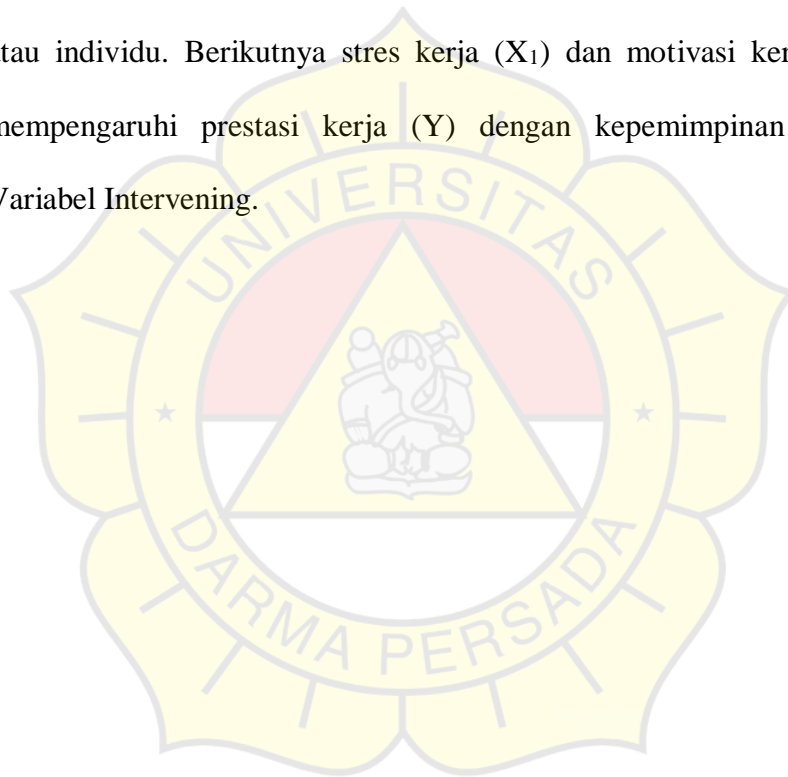 atau individu. Berikutnya stres kerja (X₁) dan motivasi ker
mempengaruhi prestasi kerja (Y) dengan kepemimpinan
Variabel Intervening.
UNIVERSITAS
DARMA PERSADA